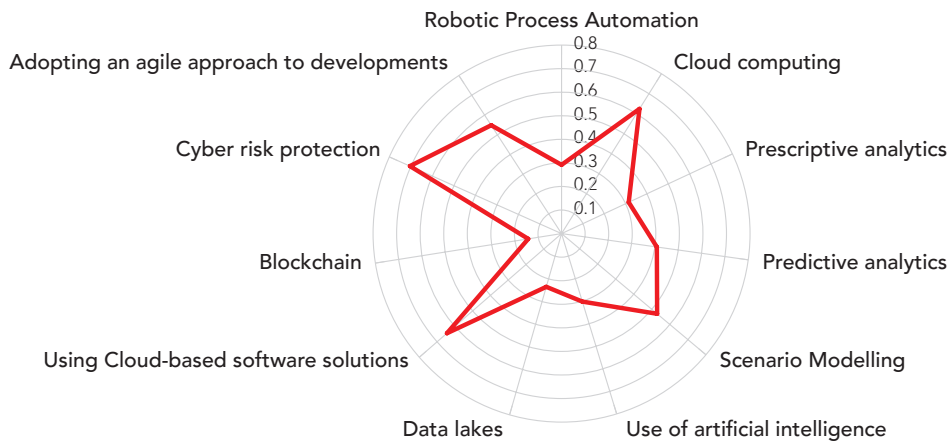 Robotic Process Automation
0.8
Adopting an agile approach to developments
Cloud computing
0.7
0.6
0.5
0.4
Cyber risk protection
Prescriptive analytics
0.3
0.2
0.1
Blockchain
Predictive analytics
Using Cloud-based software solutions
Scenario Modelling
Data lakes
Use of artificial intelligence